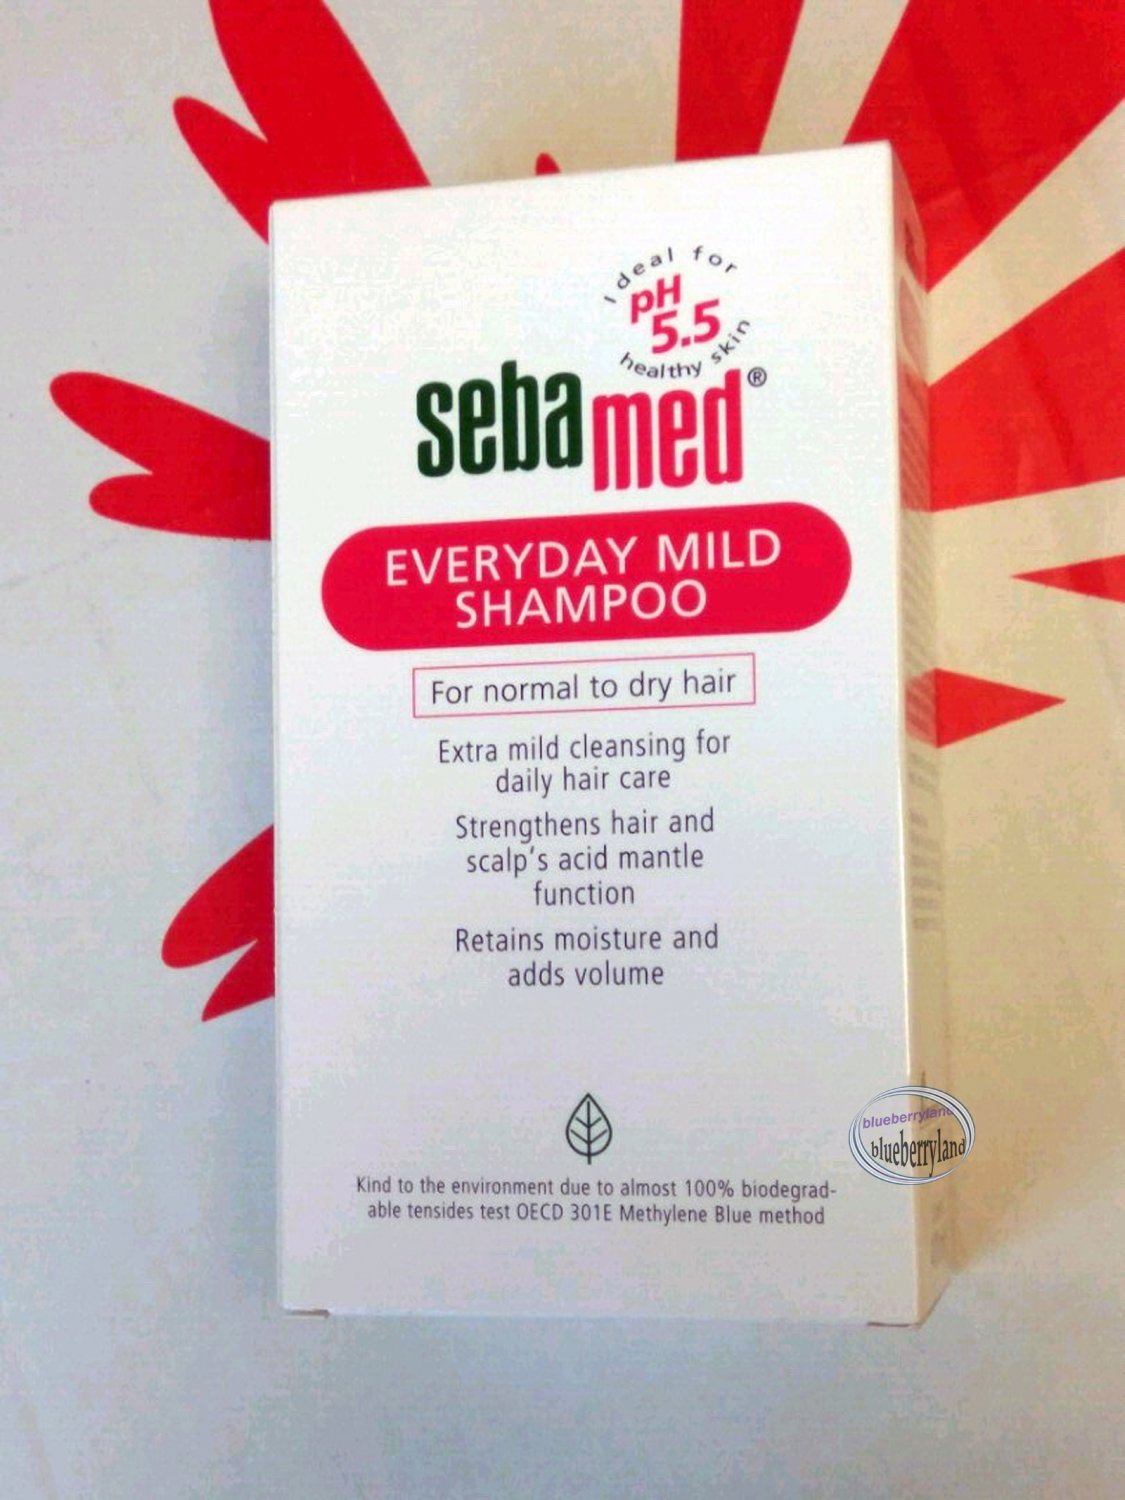 Ideal for
pH
5.5
healthy skin
sebamed®
EVERYDAY MILD
SHAMPOO
For normal to dry hair
Extra mild cleansing for
daily hair care
Strengthens hair and
scalp's acid mantle
function
Retains moisture and
adds volume
blueberryland
blueberryland
Kind to the environment due to almost 100% biodegrad-
able tensides test OECD 301E Methylene Blue method